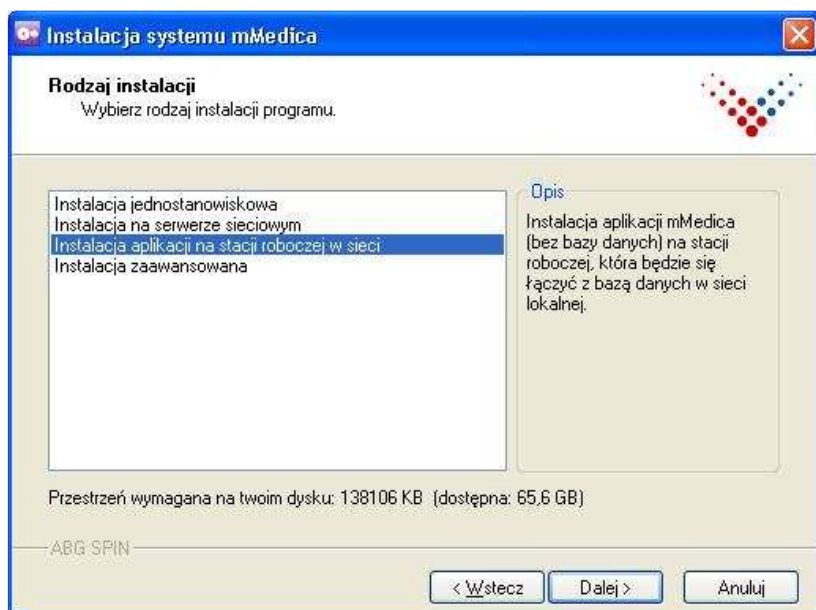 Instalacja systemu mMedica
Rodzaj instalacji
Wybierz rodzaj instalacji programu.
Instalacja jednostanowiskowa
Instalacja na serwerze sieciowym
Instalacja aplikacji na stacji roboczej w sieci
Instalacja zaawansowana
Opis
Instalacja aplikacji mMedica
(bez bazy danych) na stacji
roboczej, która będzie się
łączyć z bazą danych w sieci
lokalnej.
Przestrzeń wymagana na twoim dysku: 138106 KB (dostępna: 65,6 GB)
ABG SPIN
< Wstecz
Dalej >
Anuluj